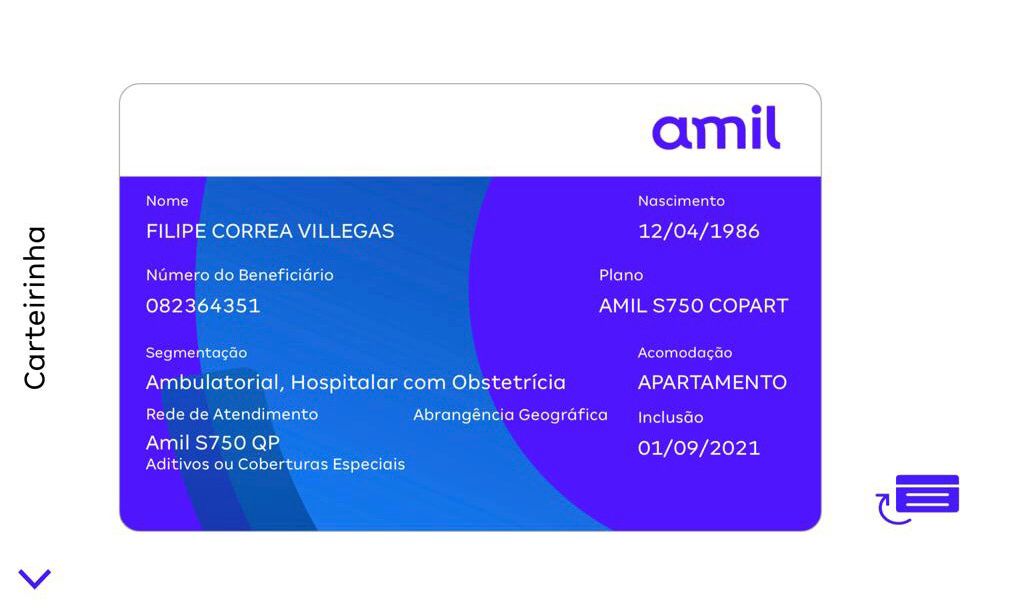 Carteirinha
amil
Nome
FILIPE CORREA VILLEGAS
Nascimento
12/04/1986
Número do Beneficiário
082364351
Plano
AMIL S750 COPART
Segmentação
Ambulatorial, Hospitalar com Obstetrícia
Acomodação
APARTAMENTO
Rede de Atendimento
Amil S750 QP
Abrangência Geográfica
Inclusão
01/09/2021
Aditivos ou Coberturas Especiais